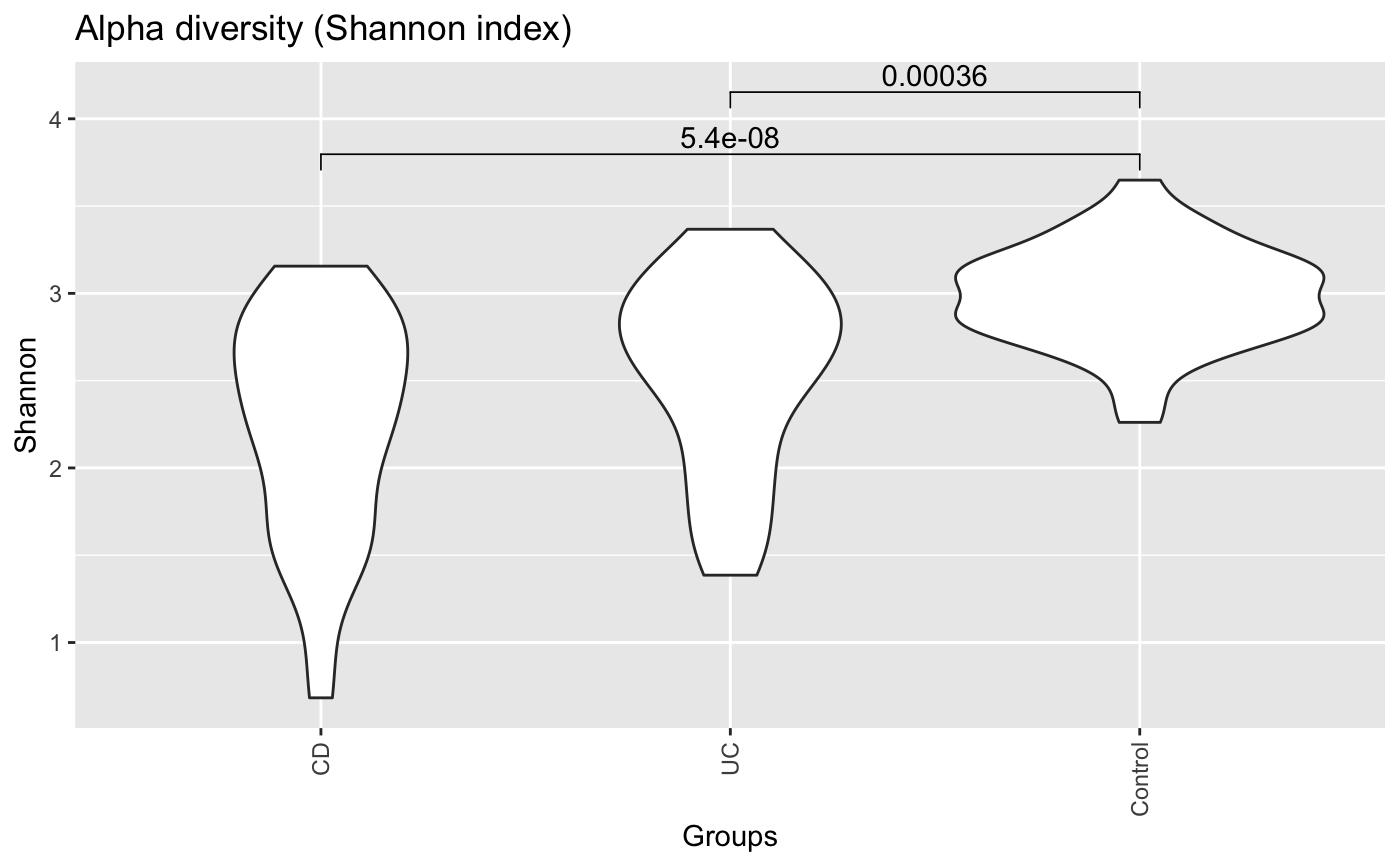 Alpha diversity (Shannon index)
0.00036
5.4e-08
4
3
2
1
Shannon
CD
UC
Control
Groups